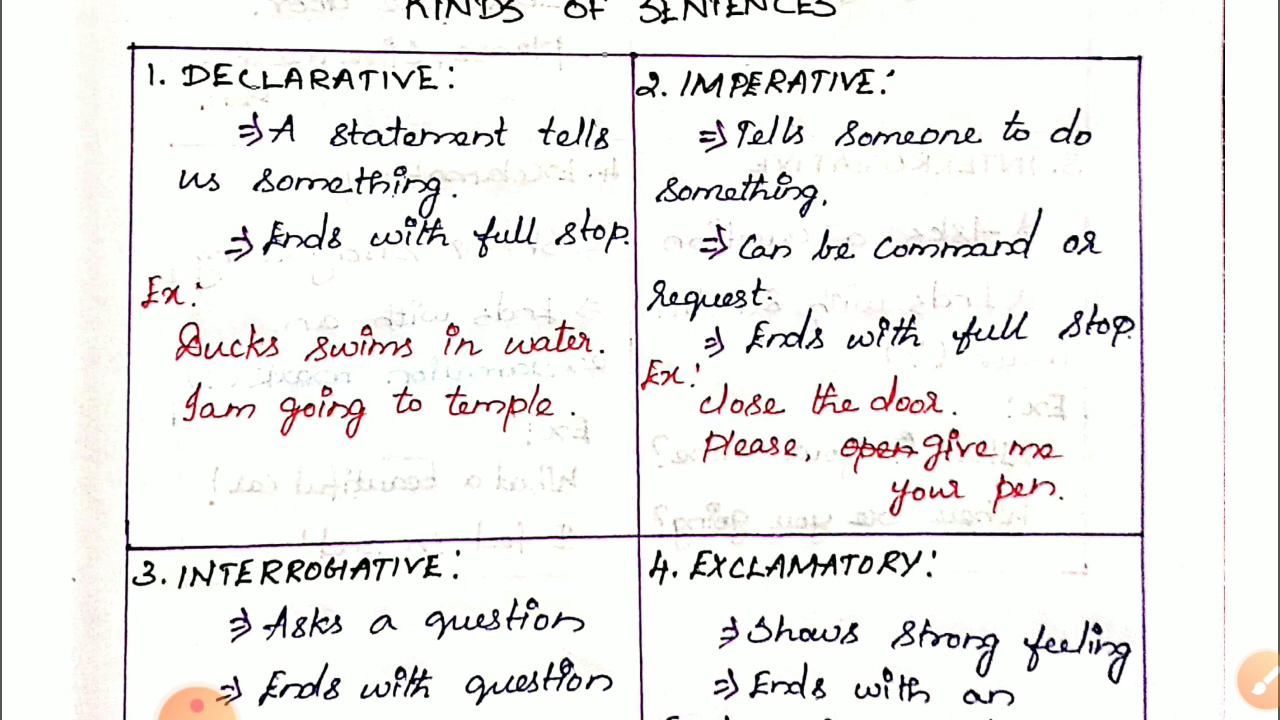 KINDS OF SENTENCES
1. DECLARATIVE:
⇒ A statement tells
us something.
⇒ Ends with full stop.
Ex:
Ducks swims in water.
I am going to temple.
2. IMPERATIVE:
⇒ Tells someone to do
something.
⇒ Can be command or
request.
⇒ Ends with full stop.
Ex:
close the door.
Please, open give me
your pen.
3. INTERROGATIVE:
⇒ Asks a question
⇒ Ends with question
4. EXCLAMATORY:
⇒ Shows strong feeling
⇒ Ends with an